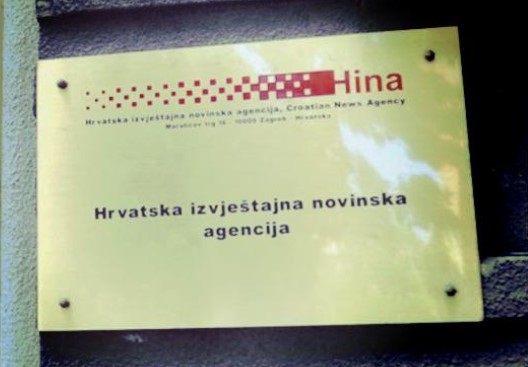 Hina
Hrvatska izvještajna novinska agencija, Croatian News Agency
Marulićev trg 16 - 10000 Zagreb - Hrvatska
Hrvatska izvještajna novinska
agencija